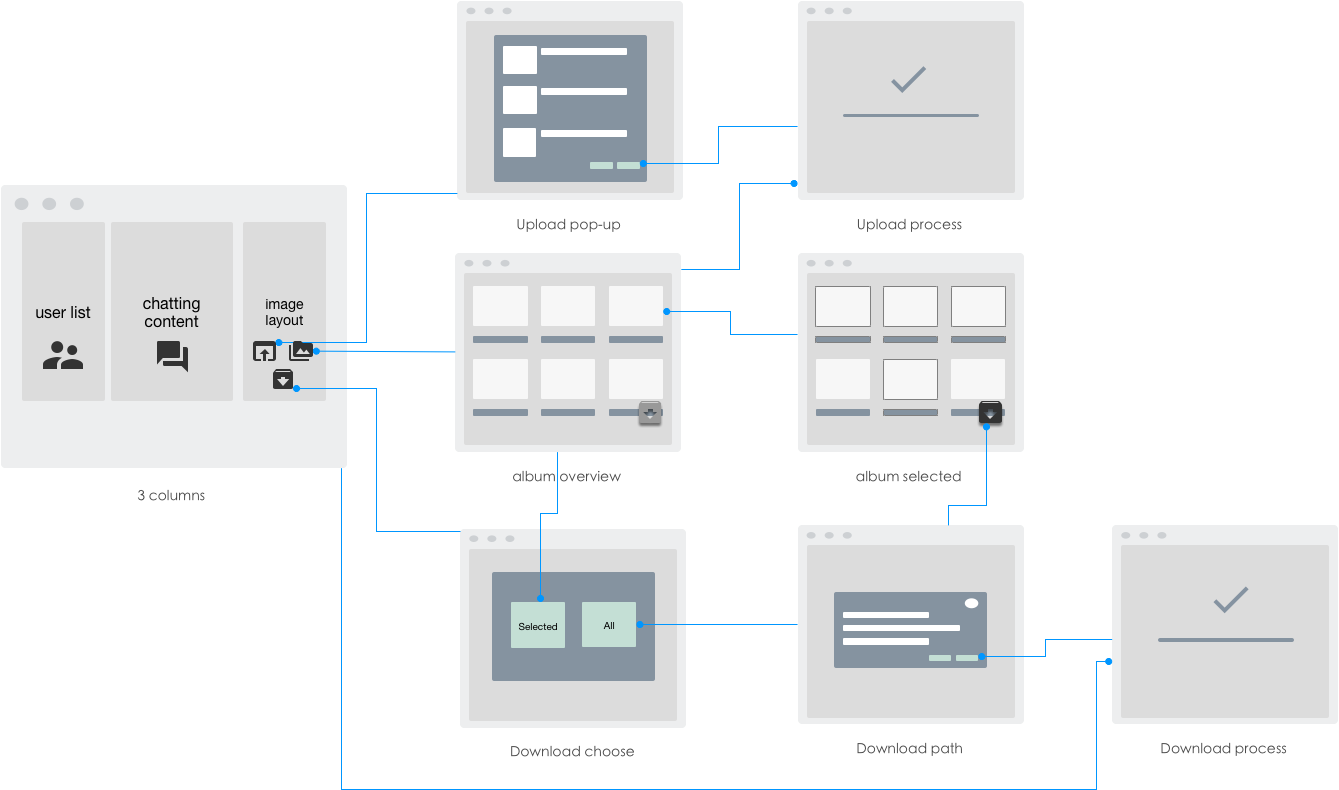 Upload pop-up
Upload process
user list
chatting
content
image
layout
3 columns
album overview
album selected
Selected
All
Download choose
Download path
Download process